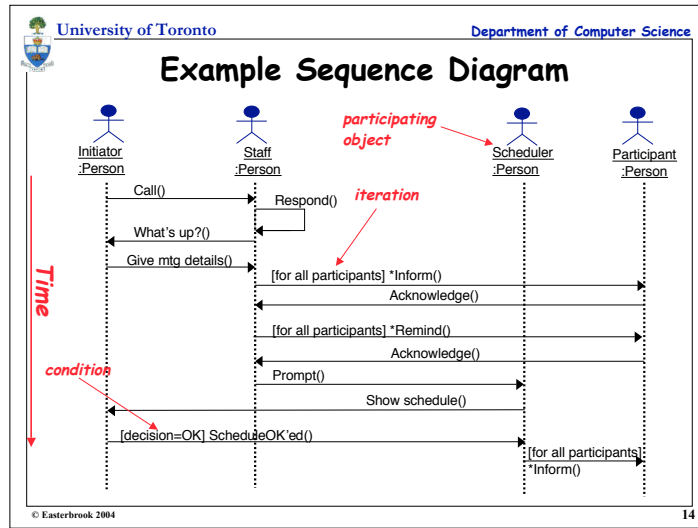 University of Toronto
Department of Computer Science
Example Sequence Diagram
participating
object
Initiator
:Person
Staff
:Person
Scheduler
:Person
Participant
:Person
Call()
Respond()
iteration
What's up?()
Give mtg details()
[for all participants] *Inform()
Time
Acknowledge()
[for all participants] *Remind()
Acknowledge()
condition
Prompt()
Show schedule()
[decision=OK] ScheduleOK'ed()
[for all participants]
*Inform()
© Easterbrook 2004
14